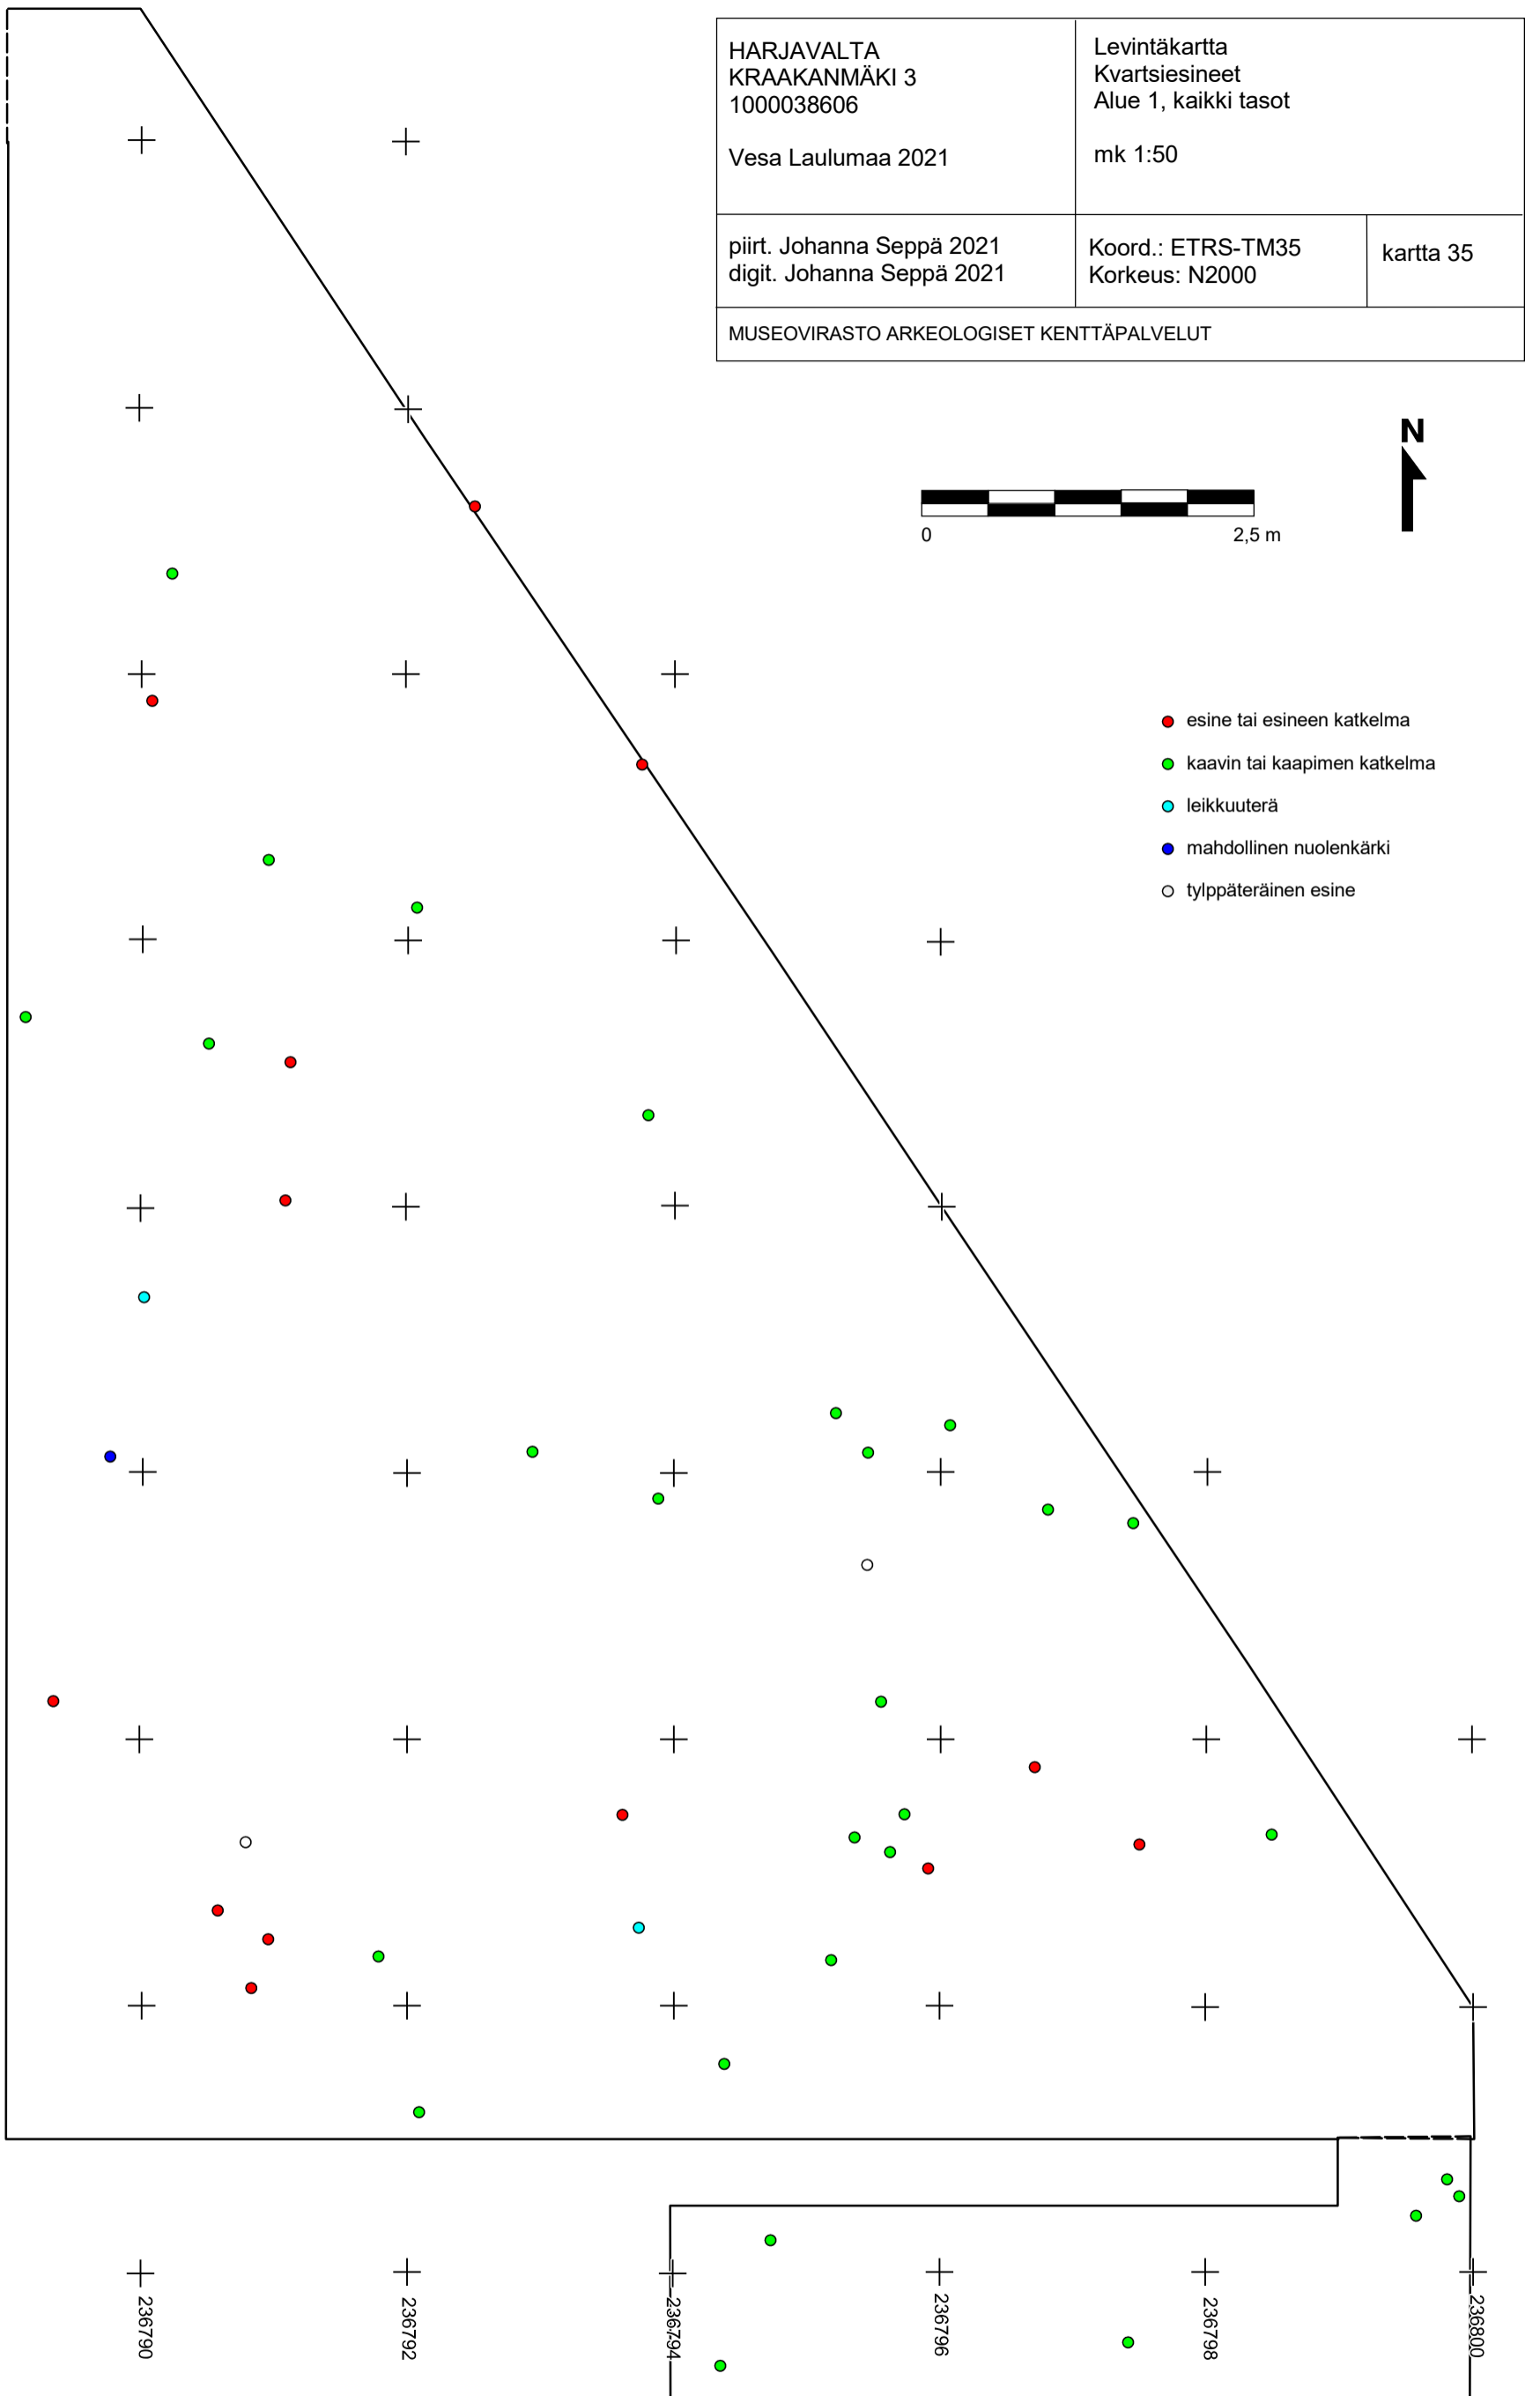 HARJAVALTA
KRAAKANMÄKI 3
1000038606
Vesa Laulumaa 2021
Levintäkartta
Kvartsiesineet
Alue 1, kaikki tasot
mk 1:50
piirt. Johanna Seppä 2021
digit. Johanna Seppä 2021
Koord.: ETRS-TM35
Korkeus: N2000
kartta 35
MUSEOVIRASTO ARKEOLOGISET KENTTÄPALVELUT
N
0 2,5 m
esine tai esineen katkelma
kaavin tai kaapimen katkelma
leikkuuterä
mahdollinen nuolenkärki
tylppäteräinen esine
236790
236792
236794
236796
236798
236800